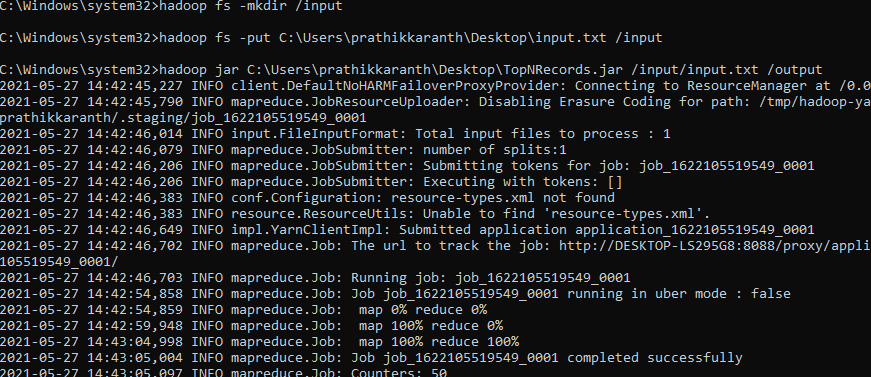 C:\Windows\system32>hadoop fs -mkdir /input
C:\Windows\system32>hadoop fs -put C:\Users\prathikkaranth\Desktop\input.txt /input
C:\Windows\system32>hadoop jar C:\Users\prathikkaranth\Desktop\TopNRecords.jar /input/input.txt /output
2021-05-27 14:42:45,227 INFO client.DefaultNoHARMFailoverProxyProvider: Connecting to ResourceManager at /0.0
2021-05-27 14:42:45,790 INFO mapreduce.JobResourceUploader: Disabling Erasure Coding for path: /tmp/hadoop-ya
prathikkaranth/.staging/job_1622105519549_0001
2021-05-27 14:42:46,014 INFO input.FileInputFormat: Total input files to process : 1
2021-05-27 14:42:46,079 INFO mapreduce.JobSubmitter: number of splits:1
2021-05-27 14:42:46,206 INFO mapreduce.JobSubmitter: Submitting tokens for job: job_1622105519549_0001
2021-05-27 14:42:46,206 INFO mapreduce.JobSubmitter: Executing with tokens: []
2021-05-27 14:42:46,383 INFO conf.Configuration: resource-types.xml not found
2021-05-27 14:42:46,383 INFO resource.ResourceUtils: Unable to find 'resource-types.xml'.
2021-05-27 14:42:46,649 INFO impl.YarnClientImpl: Submitted application application_1622105519549_0001
2021-05-27 14:42:46,702 INFO mapreduce.Job: The url to track the job: http://DESKTOP-LS295G8:8088/proxy/appli
105519549_0001/
2021-05-27 14:42:46,703 INFO mapreduce.Job: Running job: job_1622105519549_0001
2021-05-27 14:42:54,858 INFO mapreduce.Job: Job job_1622105519549_0001 running in uber mode : false
2021-05-27 14:42:54,859 INFO mapreduce.Job:  map 0% reduce 0%
2021-05-27 14:42:59,948 INFO mapreduce.Job:  map 100% reduce 0%
2021-05-27 14:43:04,998 INFO mapreduce.Job:  map 100% reduce 100%
2021-05-27 14:43:05,004 INFO mapreduce.Job: Job job_1622105519549_0001 completed successfully
2021-05-27 14:43:05,097 INFO mapreduce.Job: Counters: 50